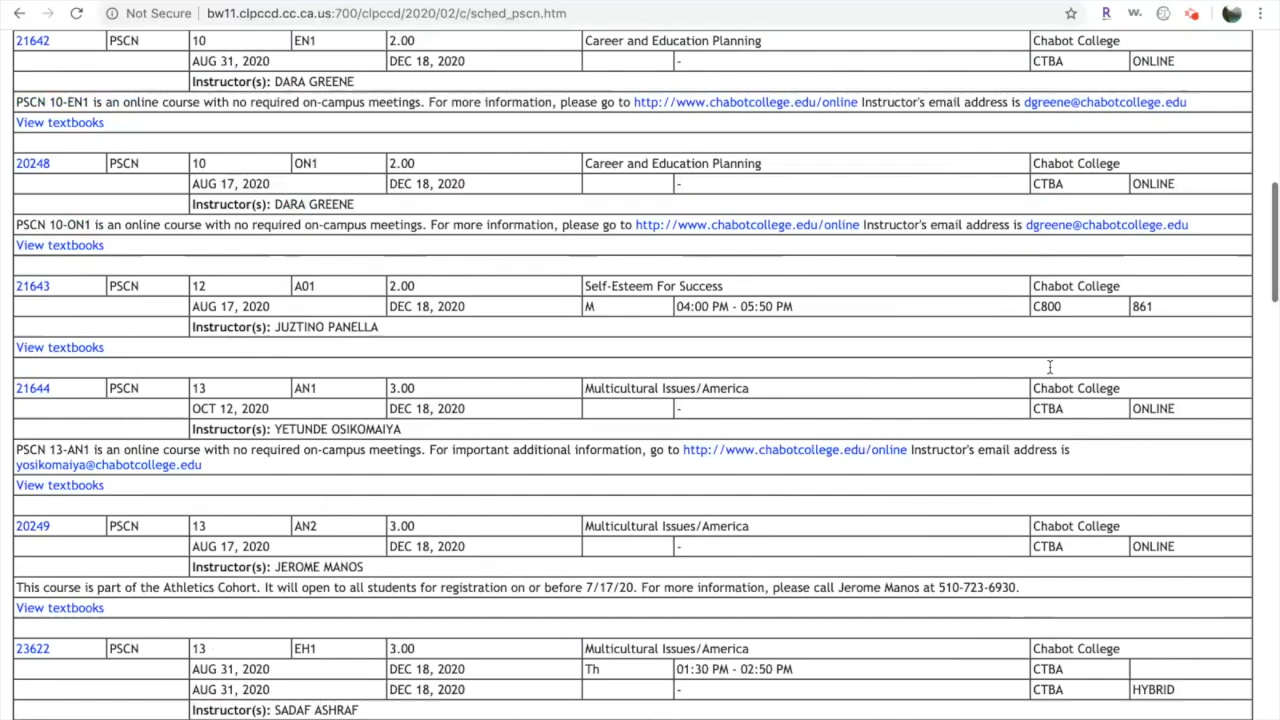 Not Secure bw11.clpccd.cc.ca.us:700/clpccd/2020/02/c/sched_pscn.htm R W.
21642 PSCN 10 EN1 2.00 Career and Education Planning Chabot College
AUG 31, 2020 DEC 18, 2020 - CTBA ONLINE
Instructor(s): DARA GREENE
PSCN 10-EN1 is an online course with no required on-campus meetings. For more information, please go to http://www.chabotcollege.edu/online Instructor's email address is dgreene@chabotcollege.edu
View textbooks
20248 PSCN 10 ON1 2.00 Career and Education Planning Chabot College
AUG 17, 2020 DEC 18, 2020 - CTBA ONLINE
Instructor(s): DARA GREENE
PSCN 10-ON1 is an online course with no required on-campus meetings. For more information, please go to http://www.chabotcollege.edu/online Instructor's email address is dgreene@chabotcollege.edu
View textbooks
21643 PSCN 12 A01 2.00 Self-Esteem For Success Chabot College
AUG 17, 2020 DEC 18, 2020 M 04:00 PM - 05:50 PM C800 861
Instructor(s): JUZTINO PANELLA
View textbooks
21644 PSCN 13 AN1 3.00 Multicultural Issues/America Chabot College
OCT 12, 2020 DEC 18, 2020 - CTBA ONLINE
Instructor(s): YETUNDE OSIKOMAIYA
PSCN 13-AN1 is an online course with no required on-campus meetings. For important additional information, go to http://www.chabotcollege.edu/online Instructor's email address is
yosikomaiya@chabotcollege.edu
View textbooks
20249 PSCN 13 AN2 3.00 Multicultural Issues/America Chabot College
AUG 17, 2020 DEC 18, 2020 - CTBA ONLINE
Instructor(s): JEROME MANOS
This course is part of the Athletics Cohort. It will open to all students for registration on or before 7/17/20. For more information, please call Jerome Manos at 510-723-6930.
View textbooks
23622 PSCN 13 EH1 3.00 Multicultural Issues/America Chabot College
AUG 31, 2020 DEC 18, 2020 Th 01:30 PM - 02:50 PM CTBA
AUG 31, 2020 DEC 18, 2020 - CTBA HYBRID
Instructor(s): SADAF ASHRAF